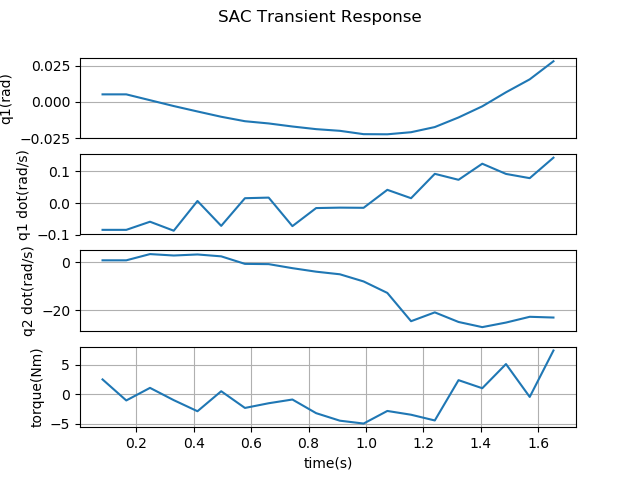 SAC Transient Response
q1(rad)
0.025
0.000
−0.025
q1 dot(rad/s)
0.1
0.0
−0.1
q2 dot(rad/s)
0
−20
torque(Nm)
5
0
−5
0.2 0.4 0.6 0.8 1.0 1.2 1.4 1.6
time(s)